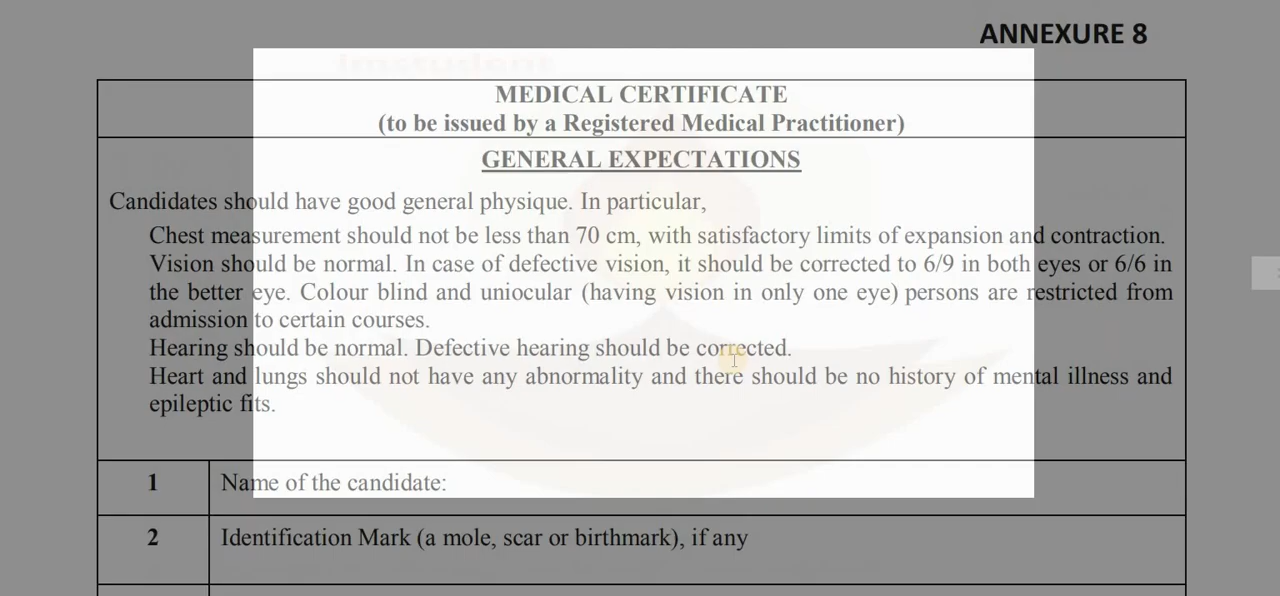 ANNEXURE 8
MEDICAL CERTIFICATE
(to be issued by a Registered Medical Practitioner)
GENERAL EXPECTATIONS
Candidates should have good general physique. In particular,
Chest measurement should not be less than 70 cm, with satisfactory limits of expansion and contraction.
Vision should be normal. In case of defective vision, it should be corrected to 6/9 in both eyes or 6/6 in
the better eye. Colour blind and uniocular (having vision in only one eye) persons are restricted from
admission to certain courses.
Hearing should be normal. Defective hearing should be corrected.
Heart and lungs should not have any abnormality and there should be no history of mental illness and
epileptic fits.
1 Name of the candidate:
2 Identification Mark (a mole, scar or birthmark), if any